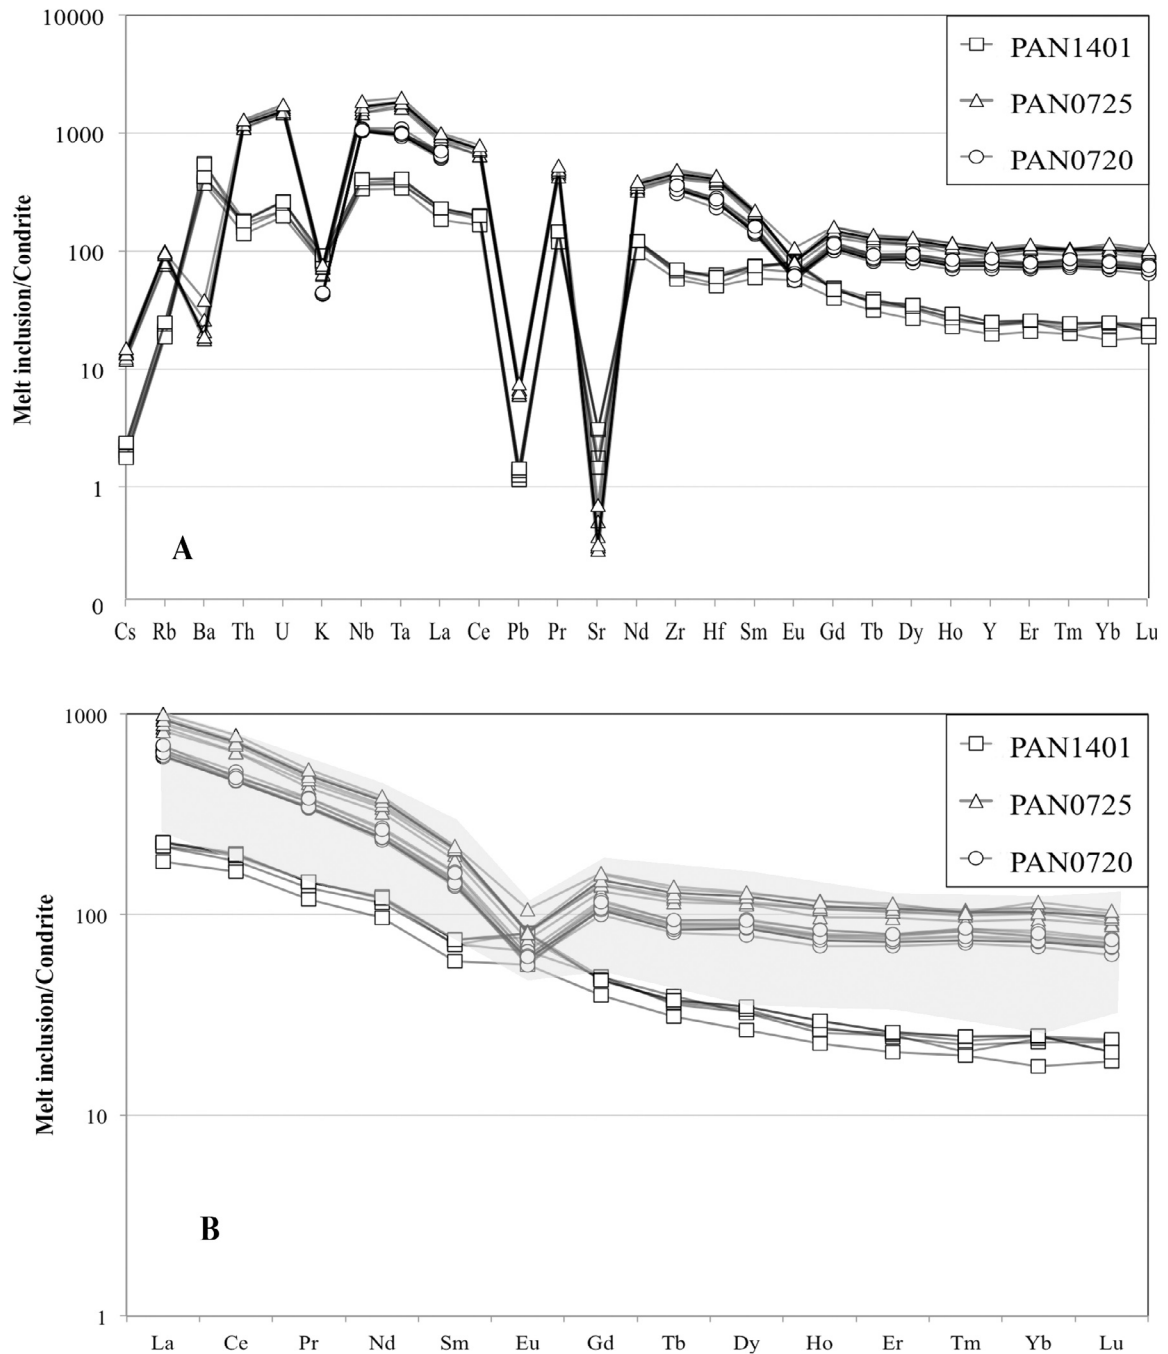 10000
1000
100
10
1
0
Melt inclusion/Condrite
PAN1401
PAN0725
PAN0720
A
Cs Rb Ba Th U K Nb Ta La Ce Pb Pr Sr Nd Zr Hf Sm Eu Gd Tb Dy Ho Y Er Tm Yb Lu
1000
100
10
1
Melt inclusion/Condrite
PAN1401
PAN0725
PAN0720
B
La Ce Pr Nd Sm Eu Gd Tb Dy Ho Er Tm Yb Lu